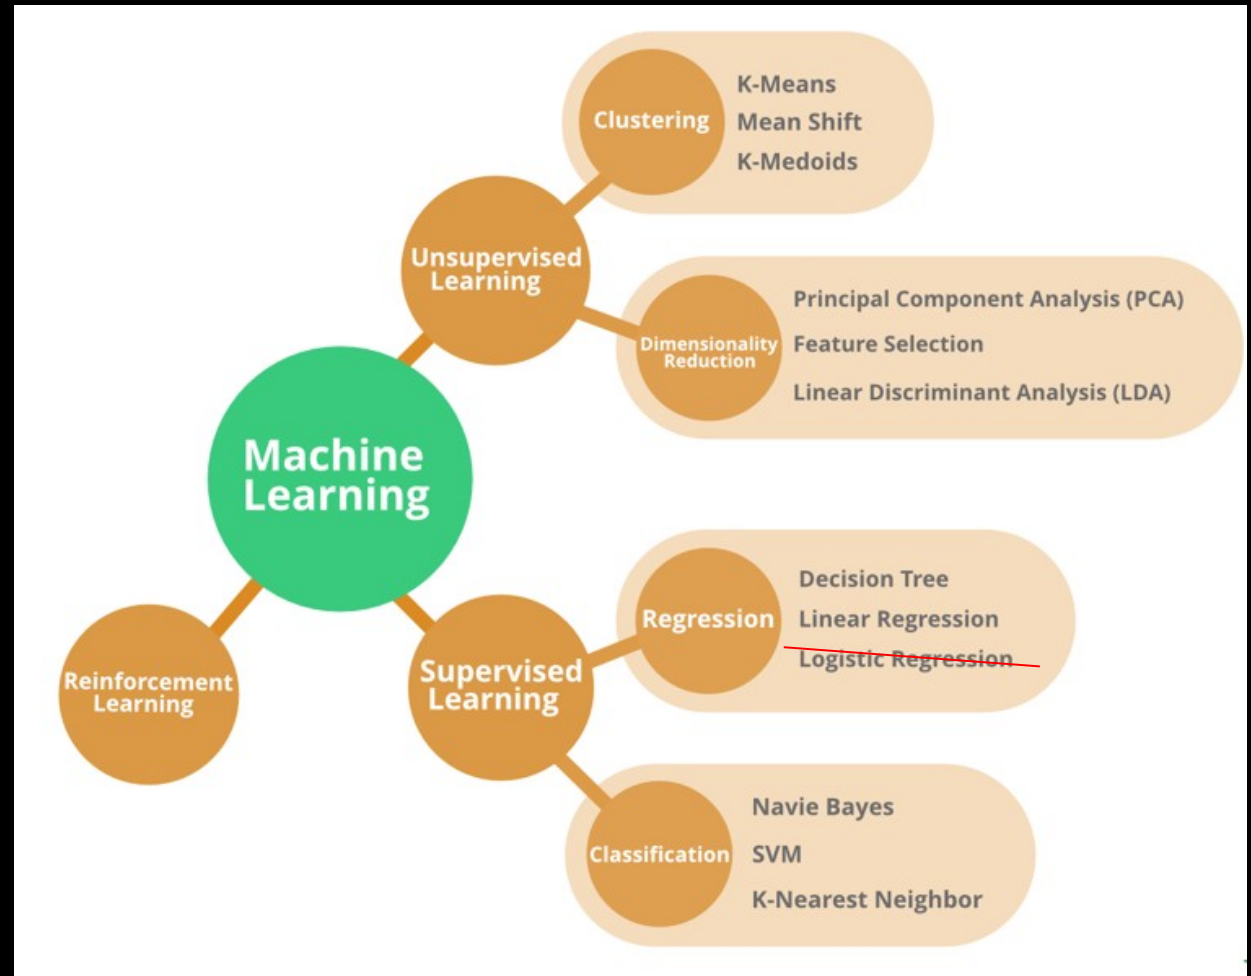 Clustering
K-Means
Mean Shift
K-Medoids
Unsupervised
Learning
Dimensionality
Reduction
Principal Component Analysis (PCA)
Feature Selection
Linear Discriminant Analysis (LDA)
Machine
Learning
Reinforcement
Learning
Supervised
Learning
Regression
Decision Tree
Linear Regression
Logistic Regression
Classification
Navie Bayes
SVM
K-Nearest Neighbor